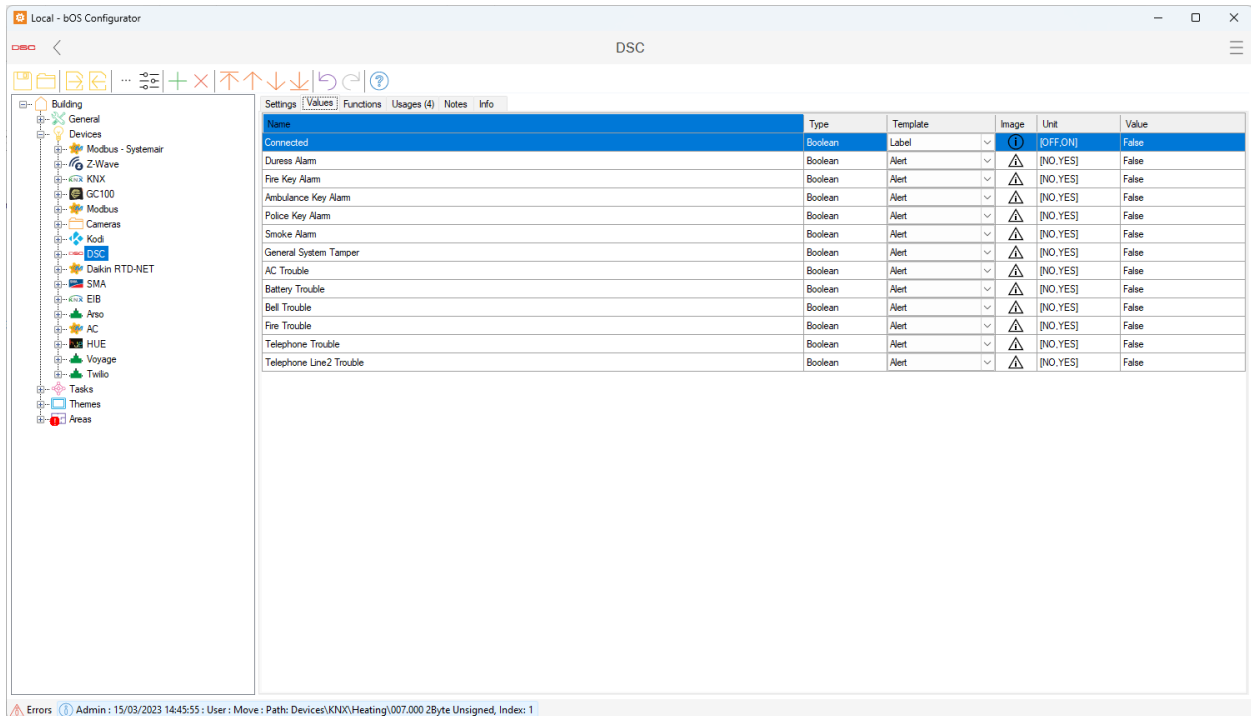 Local - bOS Configurator
DSC DSC
Building
General
Devices
Modbus - Systemair
Z-Wave
KNX KNX
GC100
Modbus
Cameras
Kodi
DSC DSC
Daikin RTD-NET
SMA
KNX EIB
Arso
AC
HUE
Voyage
Twilio
Tasks
Themes
Areas
Settings Values Functions Usages (4) Notes Info
Name Type Template Image Unit Value
Connected Boolean Label [OFF,ON] False
Duress Alarm Boolean Alert [NO,YES] False
Fire Key Alarm Boolean Alert [NO,YES] False
Ambulance Key Alarm Boolean Alert [NO,YES] False
Police Key Alarm Boolean Alert [NO,YES] False
Smoke Alarm Boolean Alert [NO,YES] False
General System Tamper Boolean Alert [NO,YES] False
AC Trouble Boolean Alert [NO,YES] False
Battery Trouble Boolean Alert [NO,YES] False
Bell Trouble Boolean Alert [NO,YES] False
Fire Trouble Boolean Alert [NO,YES] False
Telephone Trouble Boolean Alert [NO,YES] False
Telephone Line2 Trouble Boolean Alert [NO,YES] False
Errors Admin : 15/03/2023 14:45:55 : User : Move : Path: Devices\KNX\Heating\007.000 2Byte Unsigned, Index: 1